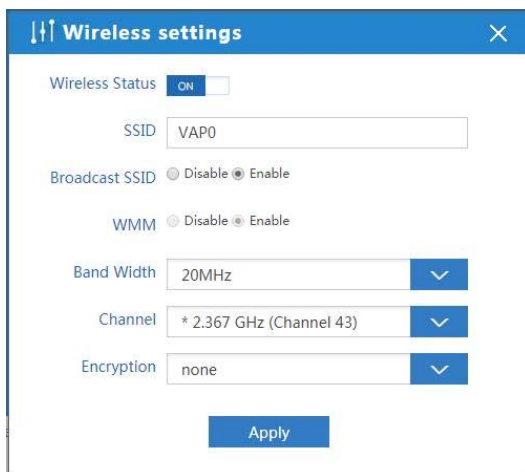 Wireless settings
Wireless Status ON
SSID VAP0
Broadcast SSID Disable Enable
WMM Disable Enable
Band Width 20MHz
Channel * 2.367 GHz (Channel 43)
Encryption none
Apply